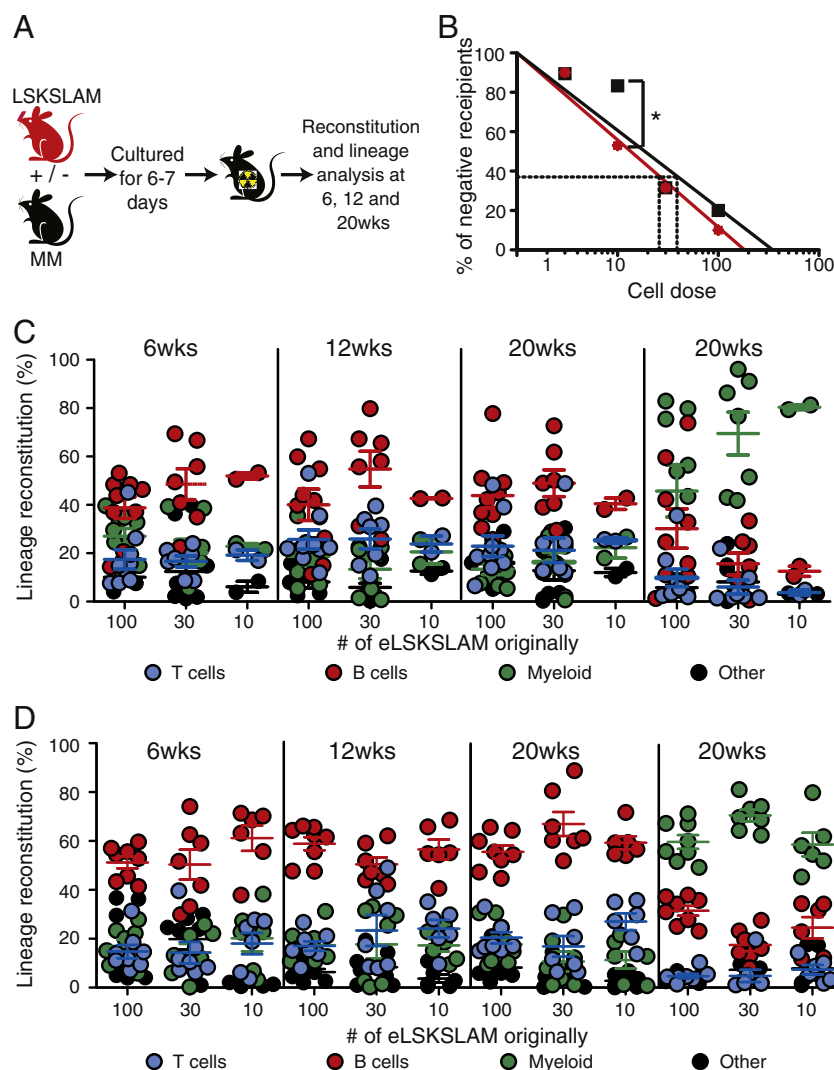 A
LSKSLAM
+ / -
MM
Cultured
for 6-7
days
Reconstitution
and lineage
analysis at
6, 12 and
20wks
B
% of negative receipients
100
80
60
40
20
0
*
1
10
100
100
Cell dose
C
Lineage reconstitution (%)
100
80
60
40
20
0
6wks
12wks
20wks
20wks
100 30 10 100 30 10 100 30 10 100 30 10
# of eLSKSLAM originally
T cells
B cells
Myeloid
Other
D
Lineage reconstitution (%)
100
80
60
40
20
0
6wks
12wks
20wks
20wks
100 30 10 100 30 10 100 30 10 100 30 10
# of eLSKSLAM originally
T cells
B cells
Myeloid
Other